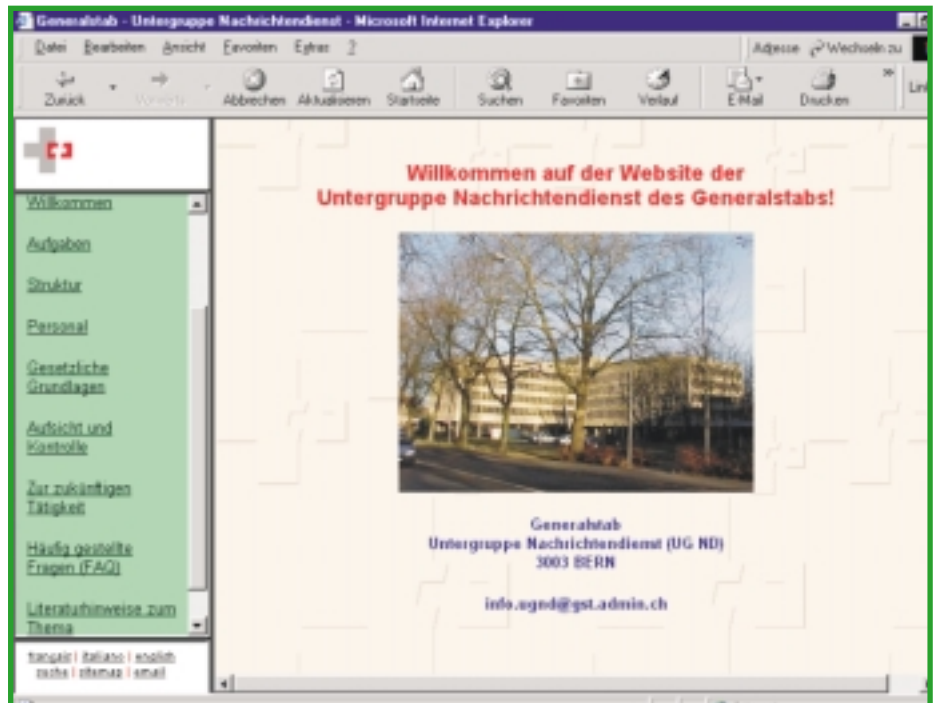 Generalstab - Untergruppe Nachrichtendienst - Microsoft Internet Explorer
Datei Bearbeiten Ansicht Favoriten Extras ? Adresse Wechseln zu
Zurück Vorwärts Abbrechen Aktualisieren Startseite Suchen Favoriten Verlauf E-Mail Drucken »
Willkommen
Aufgaben
Struktur
Personal
Gesetzliche
Grundlagen
Aufsicht und
Kontrolle
Zur zukünftigen
Tätigkeit
Häufig gestellte
Fragen (FAQ)
Literaturhinweise zum
Thema
français | italiano | english
suche | sitemap | email
Willkommen auf der Website der
Untergruppe Nachrichtendienst des Generalstabs!
Generalstab
Untergruppe Nachrichtendienst (UG ND)
3003 BERN
info.ugnd@gst.admin.ch